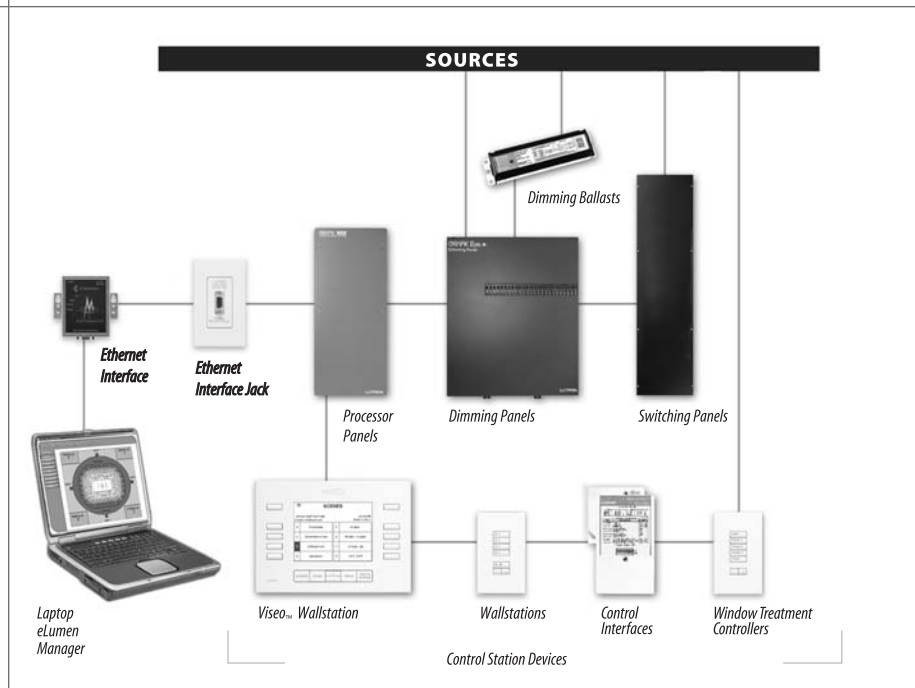 SOURCES
Dimming Ballasts
Ethernet
Interface
Ethernet
Interface Jack
Processor
Panels
Dimming Panels
Switching Panels
SCENES
Laptop
eLumen
Manager
Viseo™ Wallstation
Wallstations
Control
Interfaces
Window Treatment
Controllers
Control Station Devices